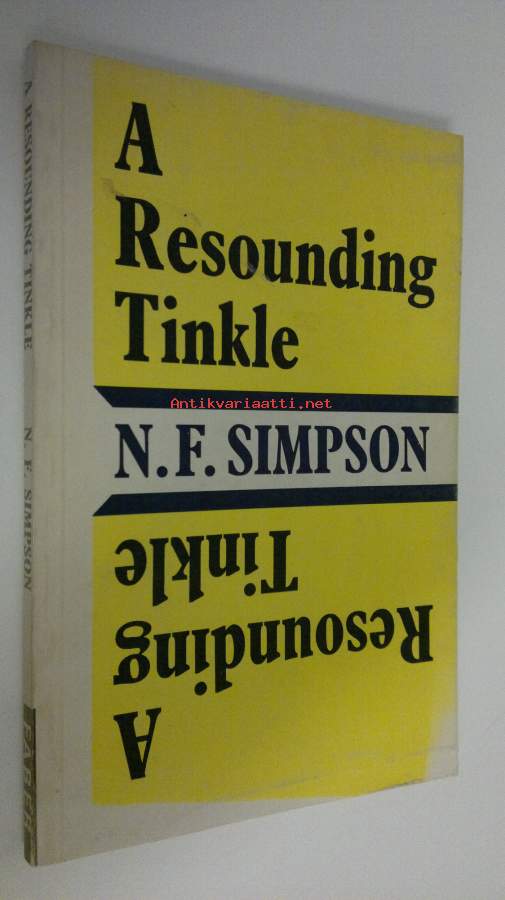 A RESOUNDING TINKLE
N. F. SIMPSON
FABER
A
Resounding
Tinkle
Antikvariaatti.net
N. F. SIMPSON
A
Resounding
Tinkle